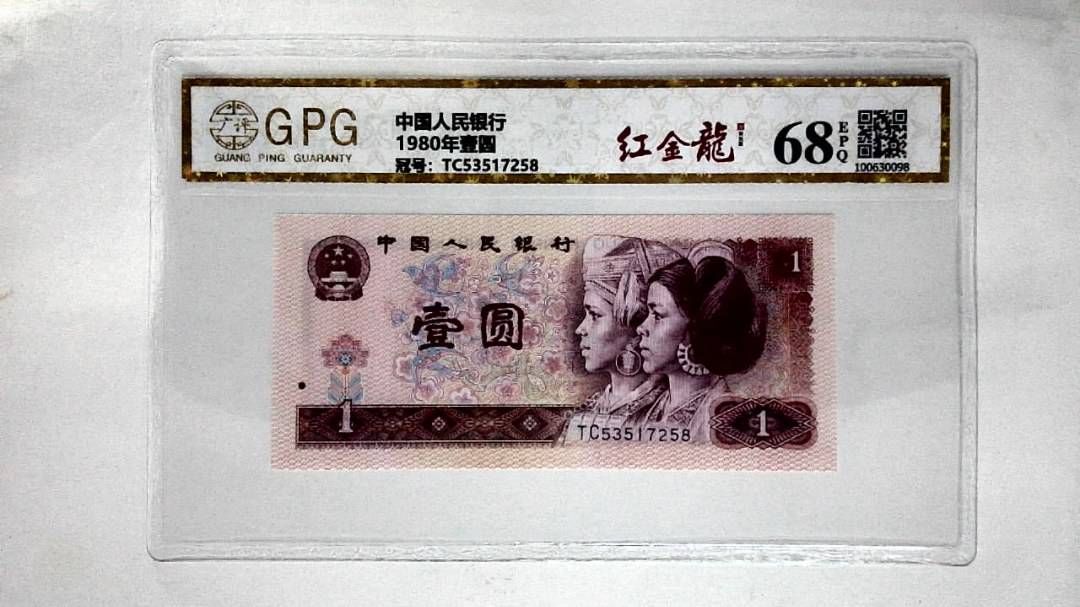 广评
GPG
GUANG PING GUARANTY
中国人民银行
1980年壹圆
冠号：TC53517258
红金龍
68
EPQ
100630098
中国人民银行
1
壹圆
1
TC53517258
1